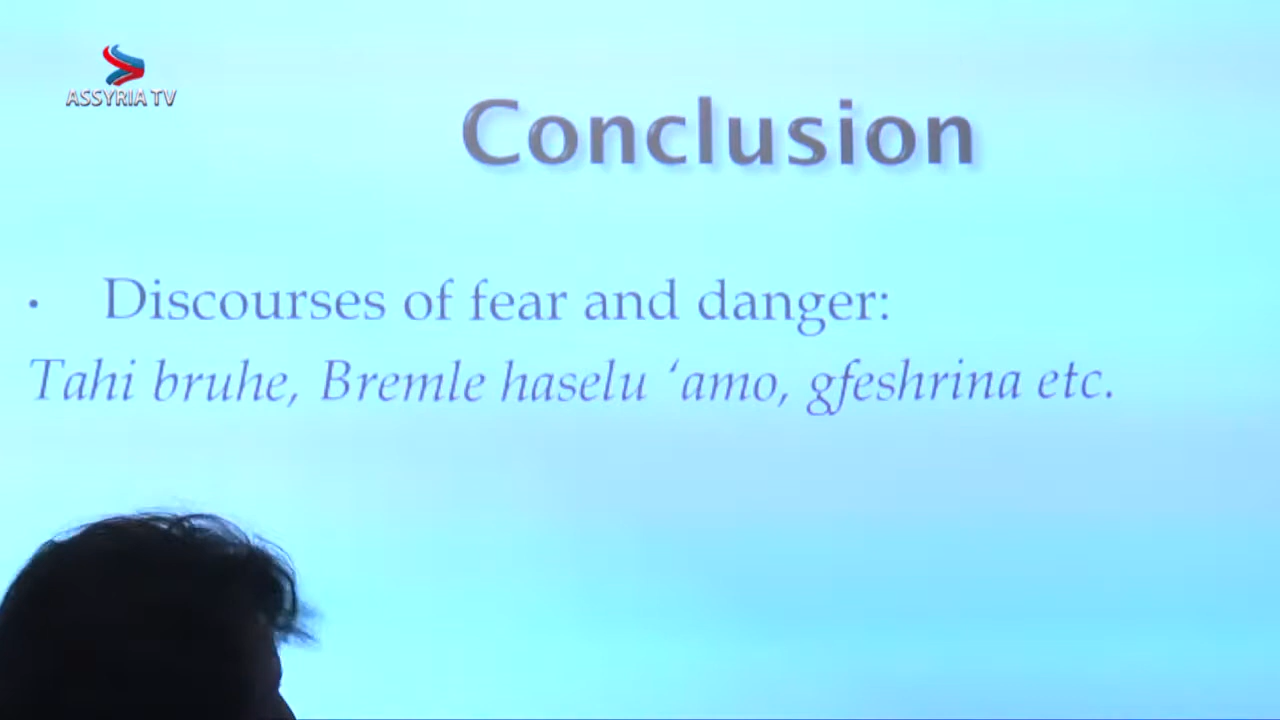 ASSYRIA TV
Conclusion
• Discourses of fear and danger:
Tahi bruhe, Bremle haselu ‘amo, gfeshrina etc.